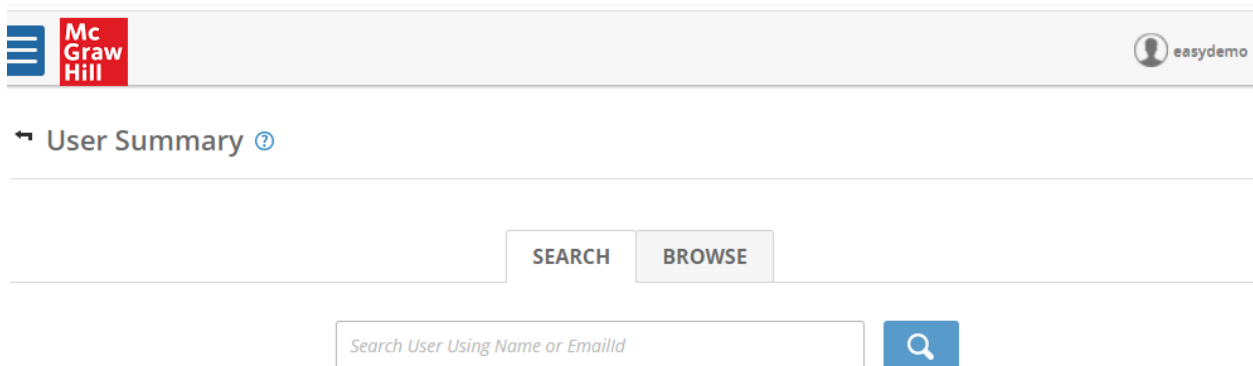 Mc
Graw
Hill
easydemo
User Summary ?
SEARCH
BROWSE
Search User Using Name or EmailId